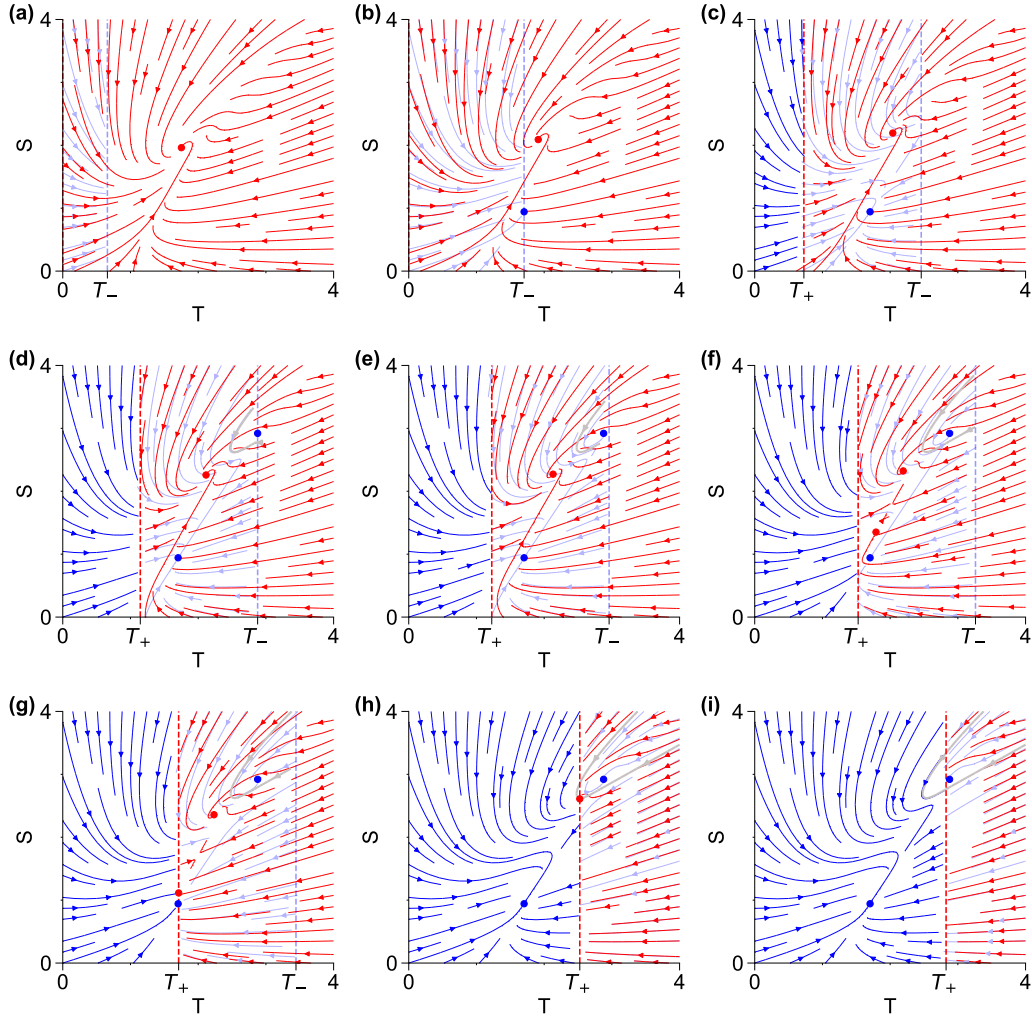 (a) (b) (c)
4 4 4
S S S
0 0 0
0 T− 4 0 T− 4 0 T+ T− 4
T T T
(d) (e) (f)
4 4 4
S S S
0 0 0
0 T+ T− 4 0 T+ T− 4 0 T+ T− 4
T T T
(g) (h) (i)
4 4 4
S S S
0 0 0
0 T+ T− 4 0 T+ 4 0 T+ 4
T T T